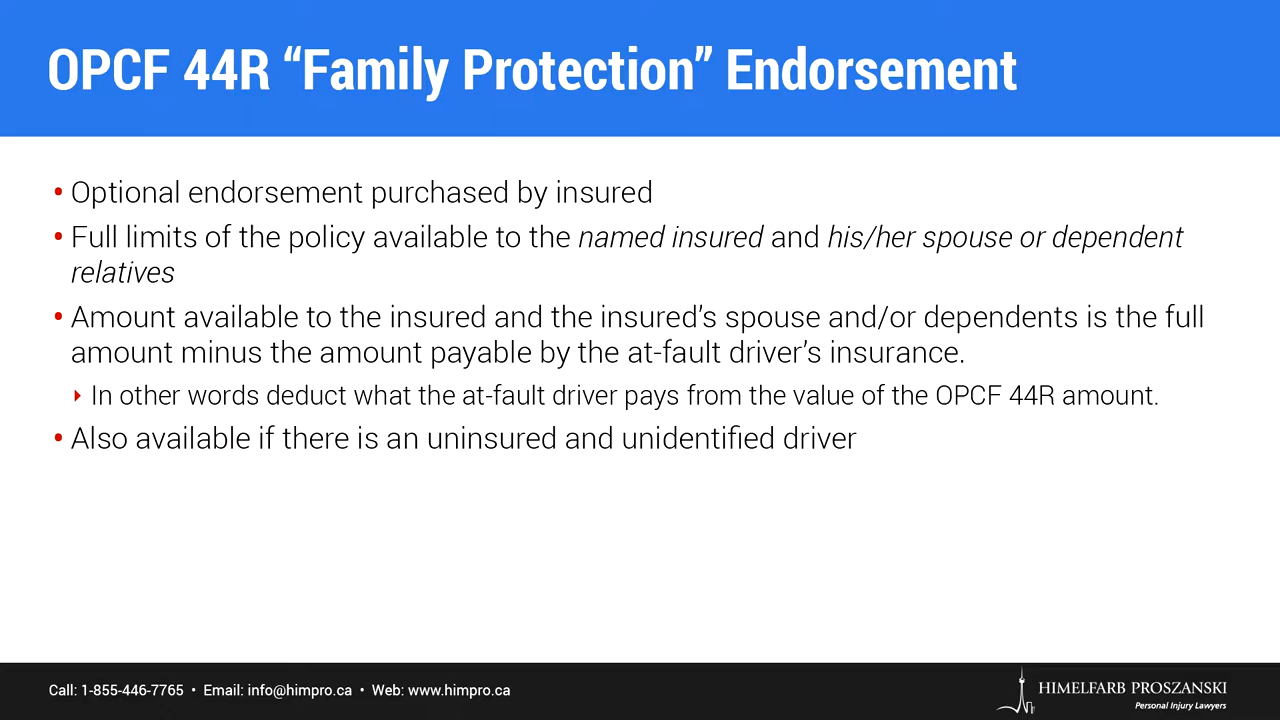 OPCF 44R “Family Protection” Endorsement
• Optional endorsement purchased by insured
• Full limits of the policy available to the named insured and his/her spouse or dependent
relatives
• Amount available to the insured and the insured’s spouse and/or dependents is the full
amount minus the amount payable by the at-fault driver’s insurance.
‣ In other words deduct what the at-fault driver pays from the value of the OPCF 44R amount.
• Also available if there is an uninsured and unidentified driver
Call: 1-855-446-7765 • Email: info@himpro.ca • Web: www.himpro.ca
HIMELFARB PROSZANSKI
Personal Injury Lawyers